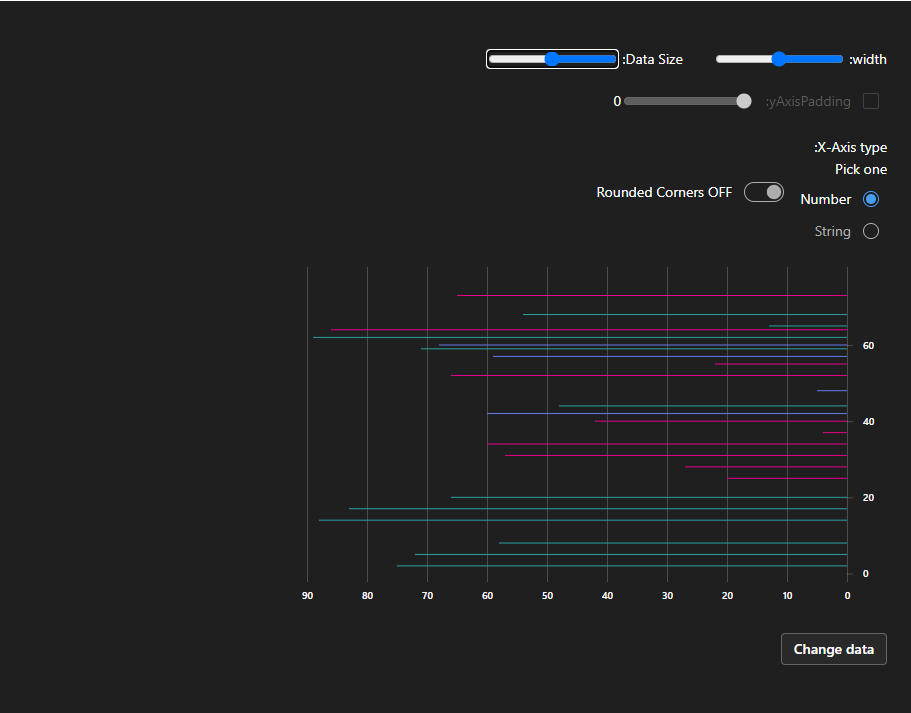 :width
:Data Size
:yAxisPadding
0
:X-Axis type
Pick one
Number
Rounded Corners OFF
String
60
40
20
0
90 80 70 60 50 40 30 20 10 0
Change data